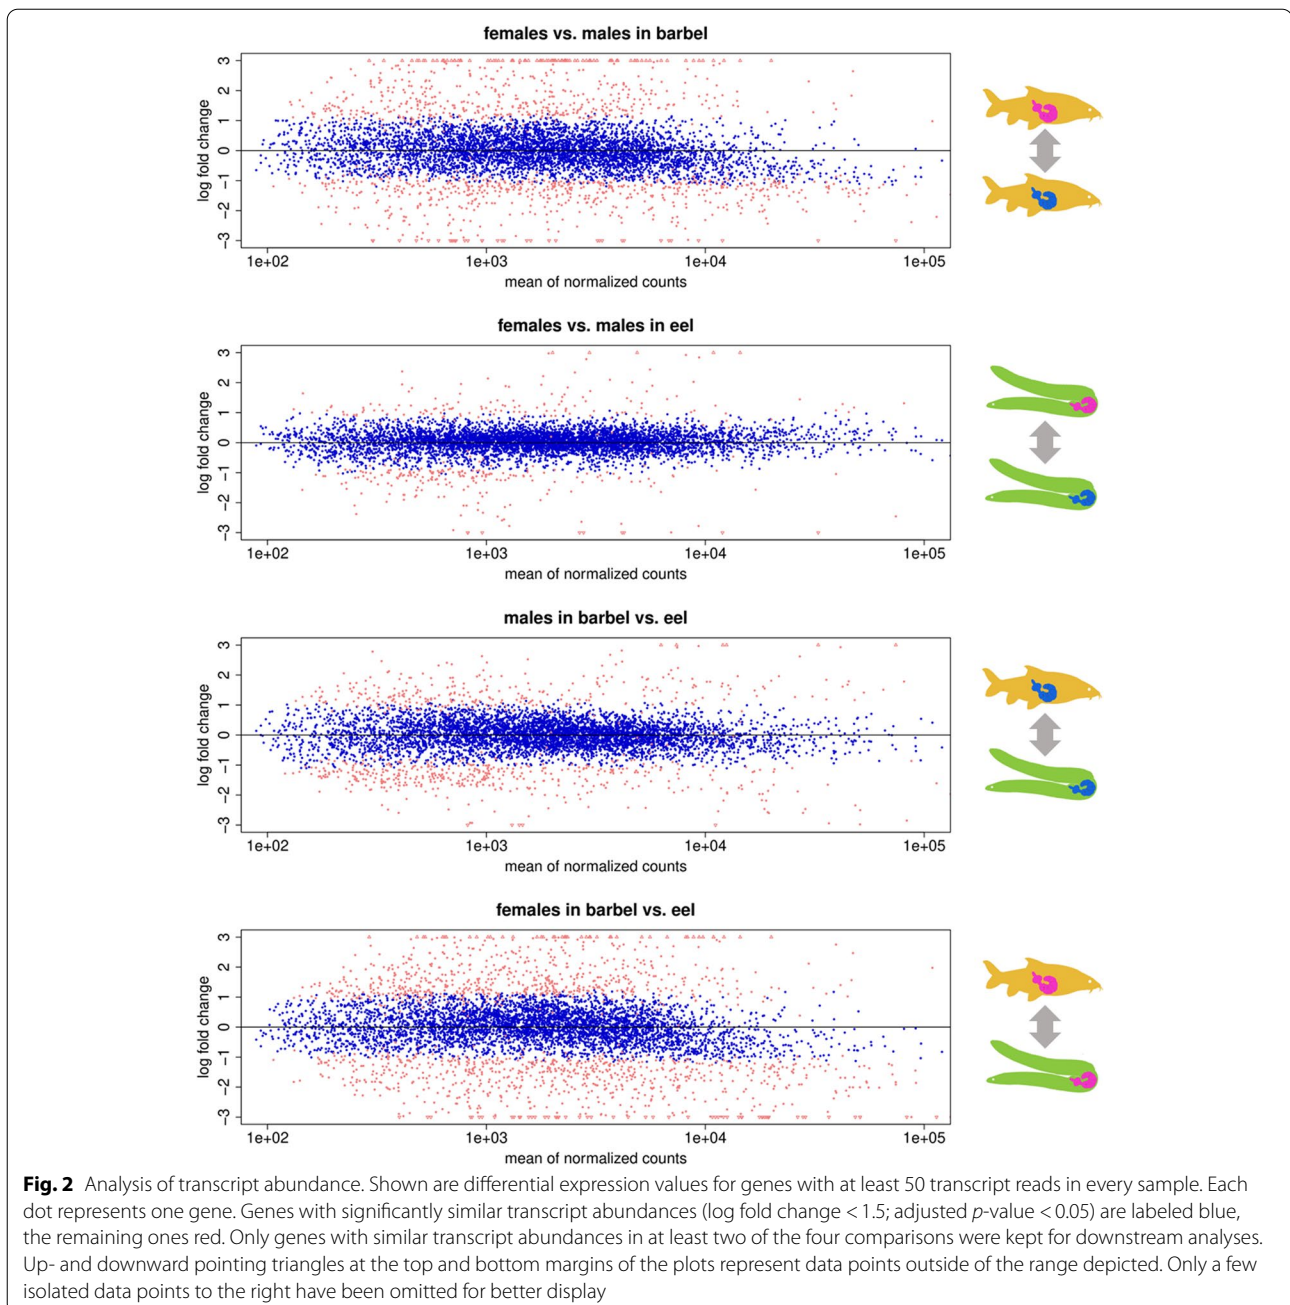 females vs. males in barbel
3
2
1
0
1
−2
−3
log fold change
1e+02 1e+03 1e+04 1e+05
mean of normalized counts
females vs. males in eel
3
2
1
0
1
−2
−3
log fold change
1e+02 1e+03 1e+04 1e+05
mean of normalized counts
males in barbel vs. eel
3
2
1
0
1
−2
−3
log fold change
1e+02 1e+03 1e+04 1e+05
mean of normalized counts
females in barbel vs. eel
3
2
1
0
1
−2
−3
log fold change
1e+02 1e+03 1e+04 1e+05
mean of normalized counts
Fig. 2 Analysis of transcript abundance. Shown are differential expression values for genes with at least 50 transcript reads in every sample. Each
dot represents one gene. Genes with significantly similar transcript abundances (log fold change < 1.5; adjusted p-value < 0.05) are labeled blue,
the remaining ones red. Only genes with similar transcript abundances in at least two of the four comparisons were kept for downstream analyses.
Up- and downward pointing triangles at the top and bottom margins of the plots represent data points outside of the range depicted. Only a few
isolated data points to the right have been omitted for better display